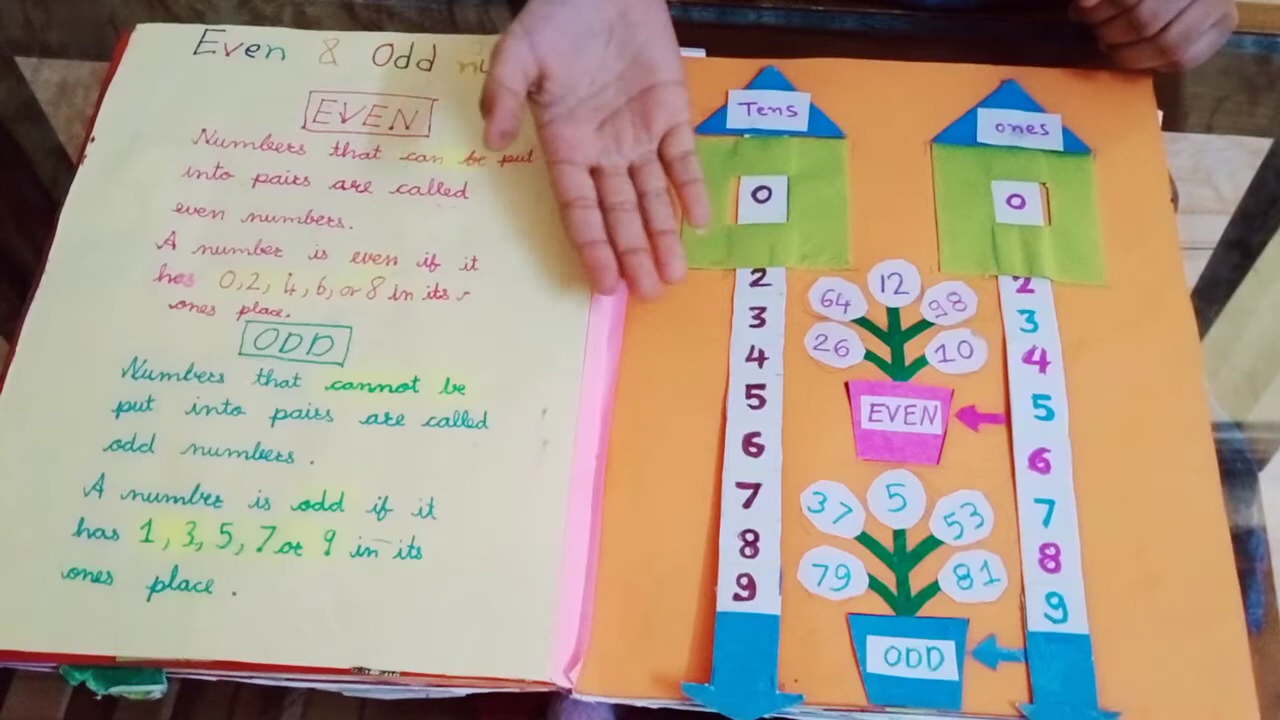 Even & Odd
EVEN
Numbers that can be put
into pairs are called
even numbers.
A number is even if it
has 0, 2, 4, 6, or 8 in its
ones place.
ODD
Numbers that cannot be
put into pairs are called
odd numbers.
A number is odd if it
has 1, 3, 5, 7 or 9 in its
ones place.
Tens
0
2
3
4
5
6
7
8
9
64 12 98
26 10
EVEN
37 5 53
79 81
ODD
ones
0
2
3
4
5
6
7
8
9